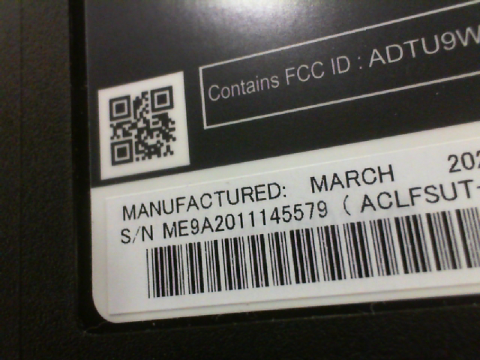 Contains FCC ID : ADTU9W
MANUFACTURED: MARCH 202
S/N ME9A2011145579 ( ACLFSUT-